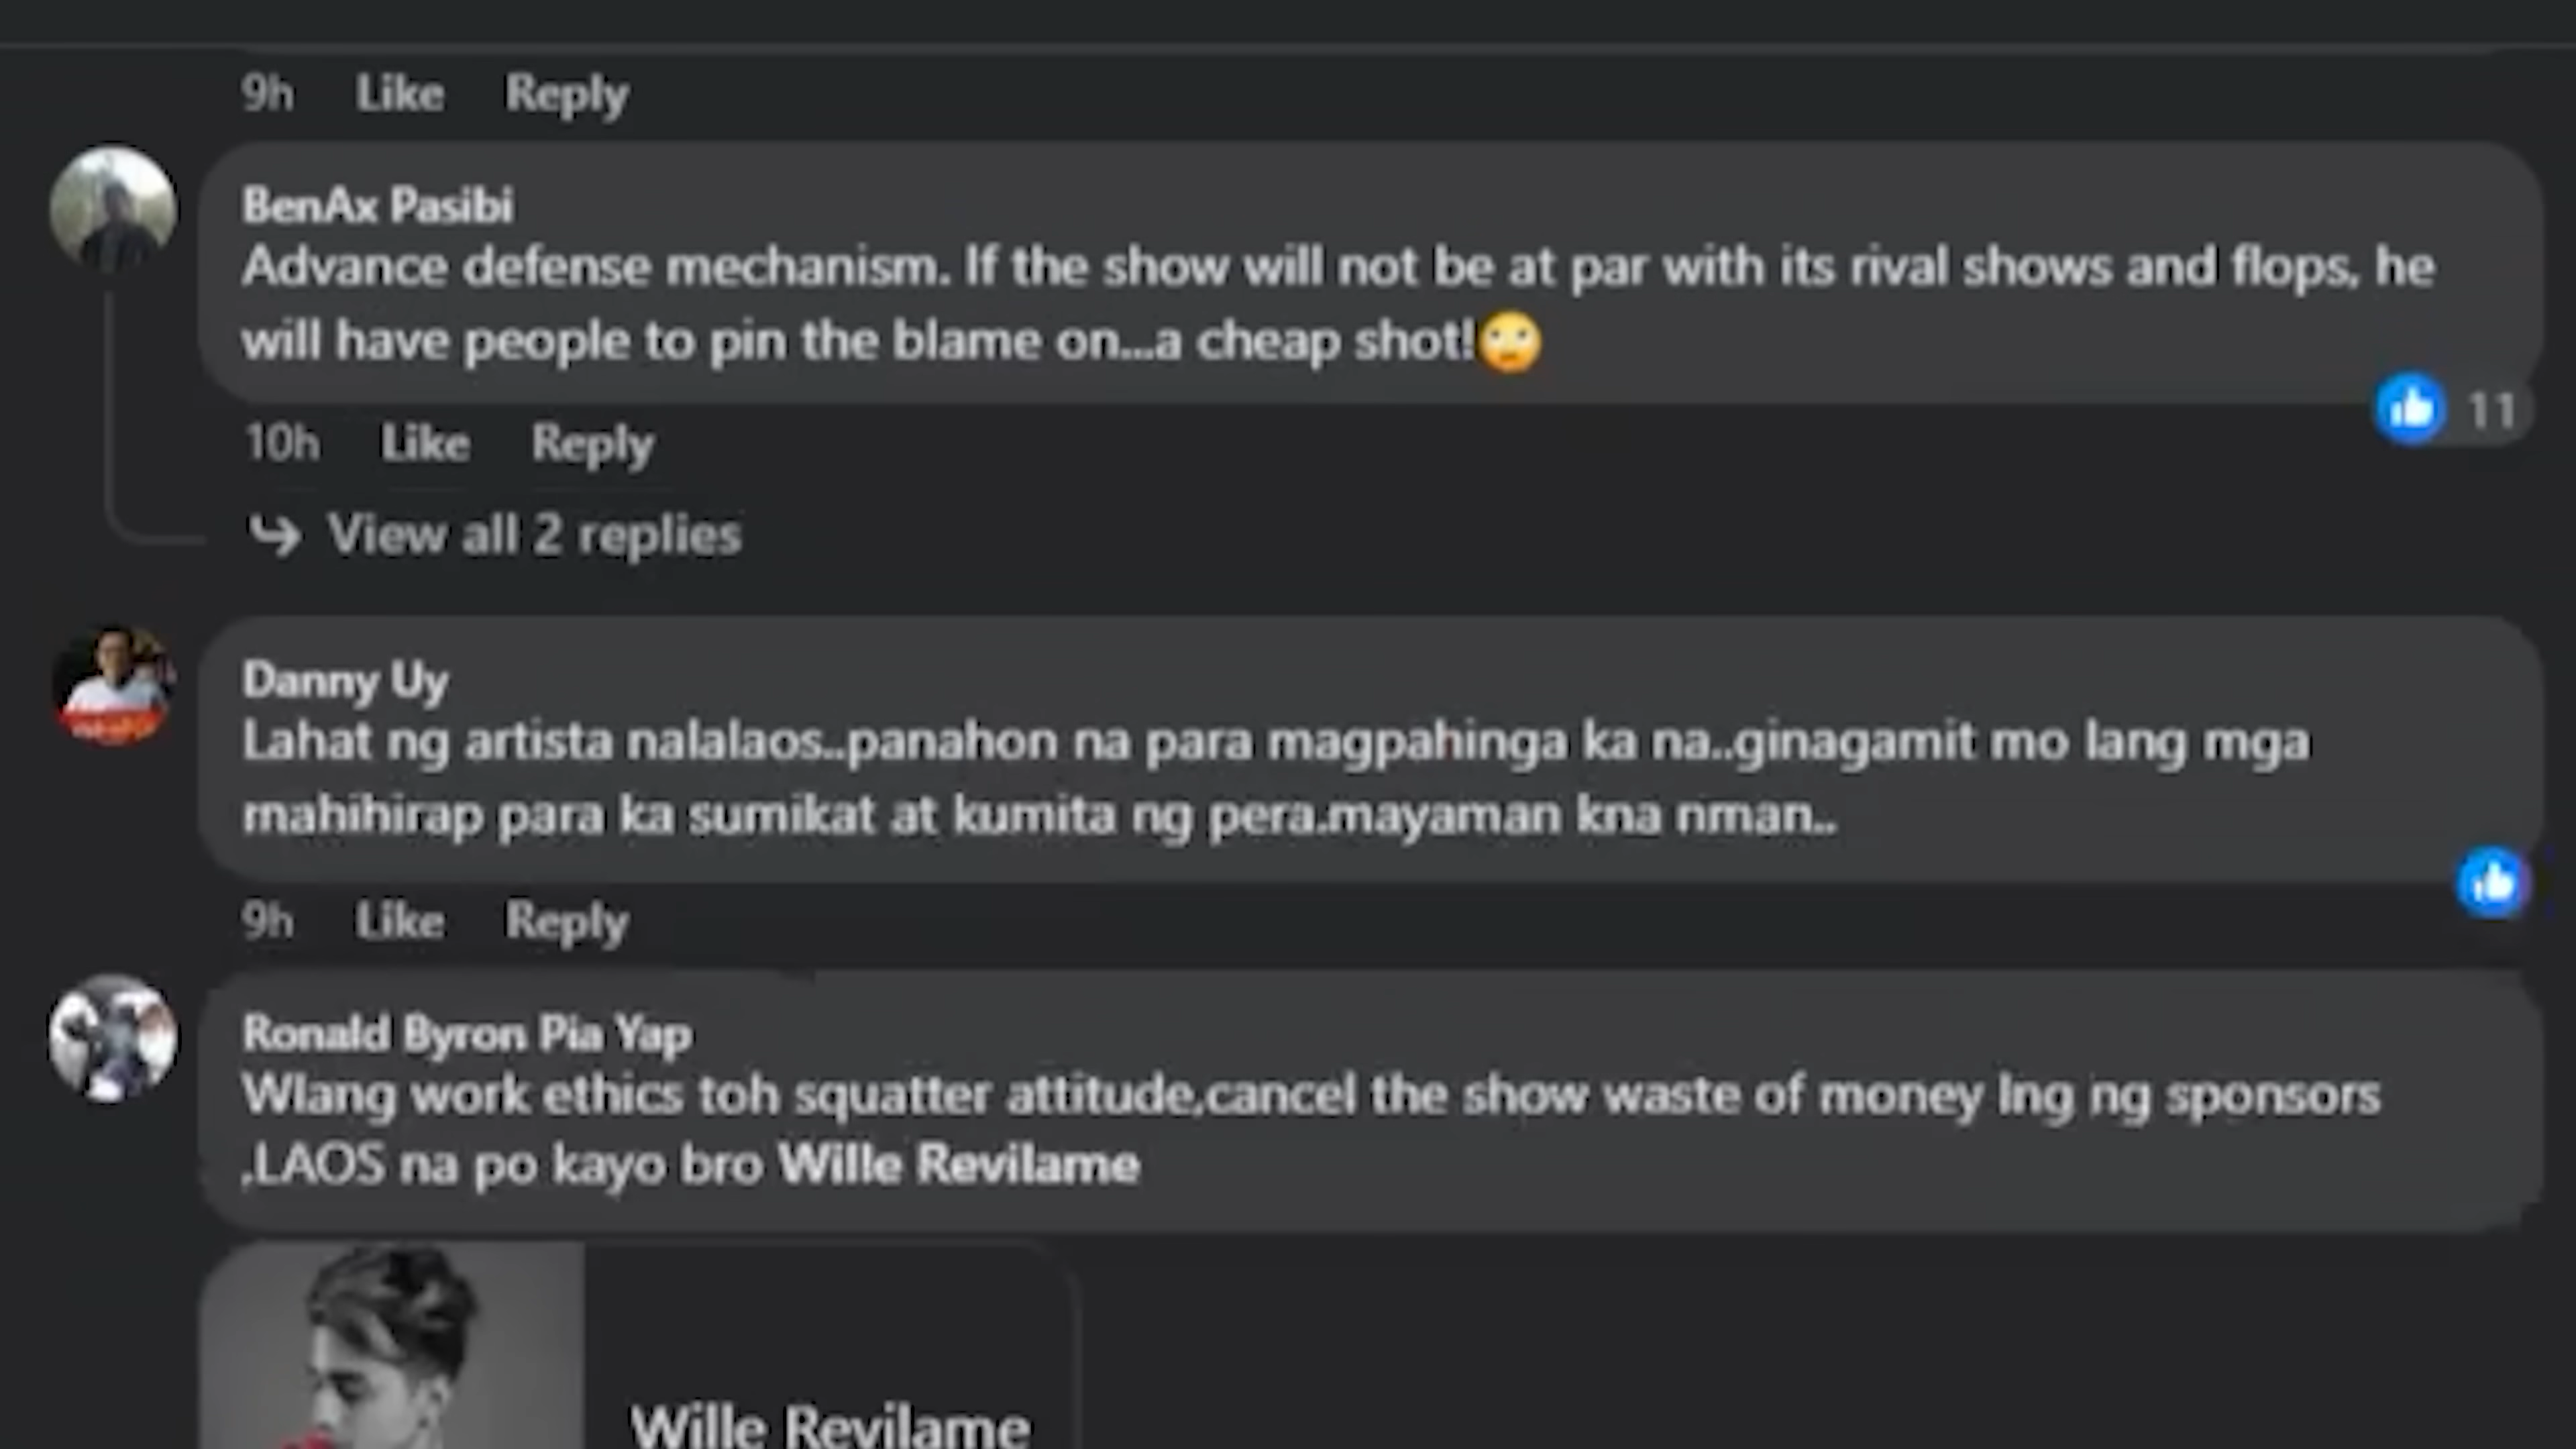 9h Like Reply
BenAx Pasibi
Advance defense mechanism. If the show will not be at par with its rival shows and flops, he
will have people to pin the blame on...a cheap shot!🙄
11
10h Like Reply
View all 2 replies
Danny Uy
Lahat ng artista nalalaos..panahon na para magpahinga ka na..ginagamit mo lang mga
mahihirap para ka sumikat at kumita ng pera.mayaman kna nman..
9h Like Reply
Ronald Byron Pia Yap
Wlang work ethics toh squatter attitude,cancel the show waste of money lng ng sponsors
,LAOS na po kayo bro Wille Revilame
Wille Revilame